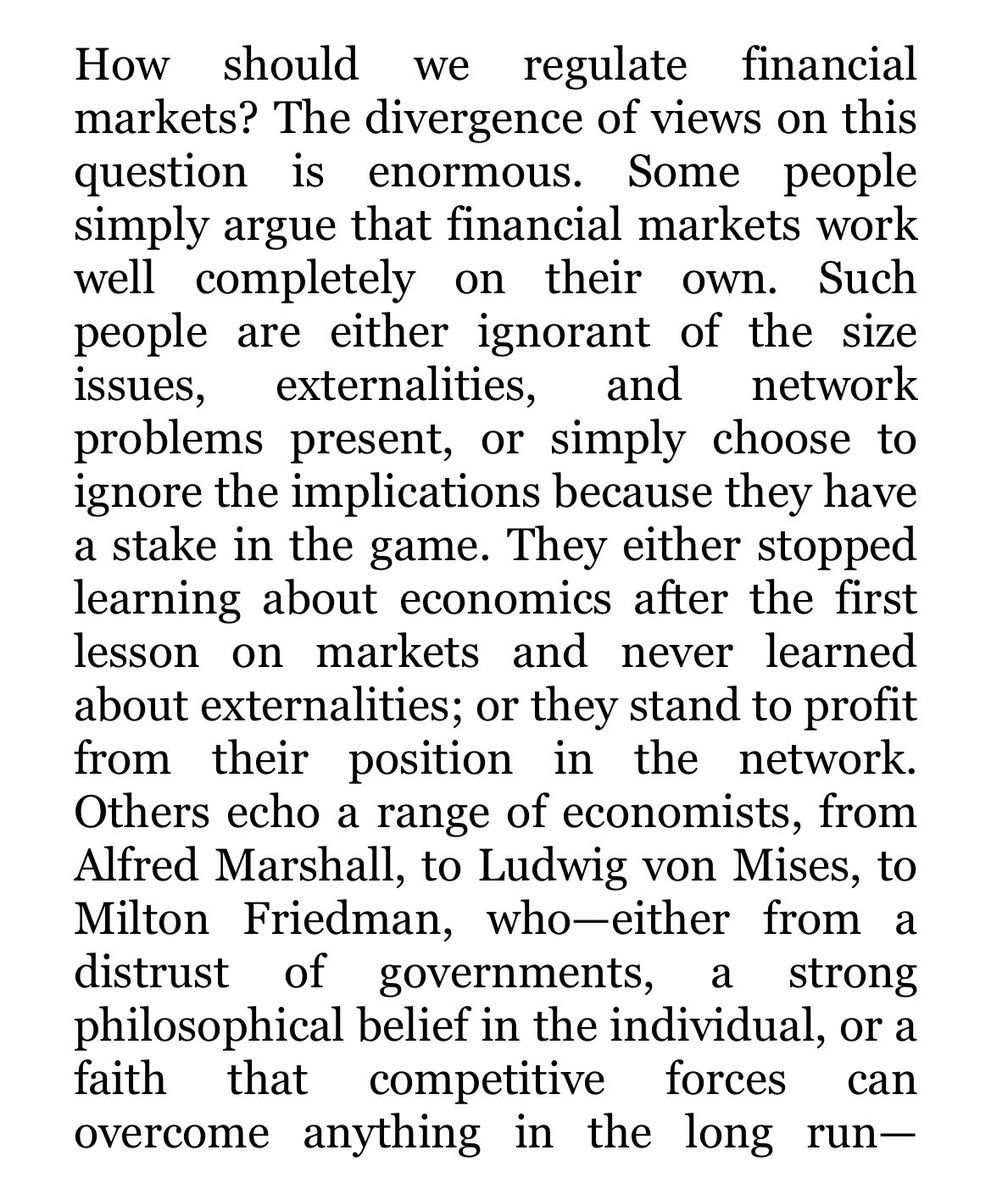 How should we regulate financial
markets? The divergence of views on this
question is enormous. Some people
simply argue that financial markets work
well completely on their own. Such
people are either ignorant of the size
issues, externalities, and network
problems present, or simply choose to
ignore the implications because they have
a stake in the game. They either stopped
learning about economics after the first
lesson on markets and never learned
about externalities; or they stand to profit
from their position in the network.
Others echo a range of economists, from
Alfred Marshall, to Ludwig von Mises, to
Milton Friedman, who—either from a
distrust of governments, a strong
philosophical belief in the individual, or a
faith that competitive forces can
overcome anything in the long run—